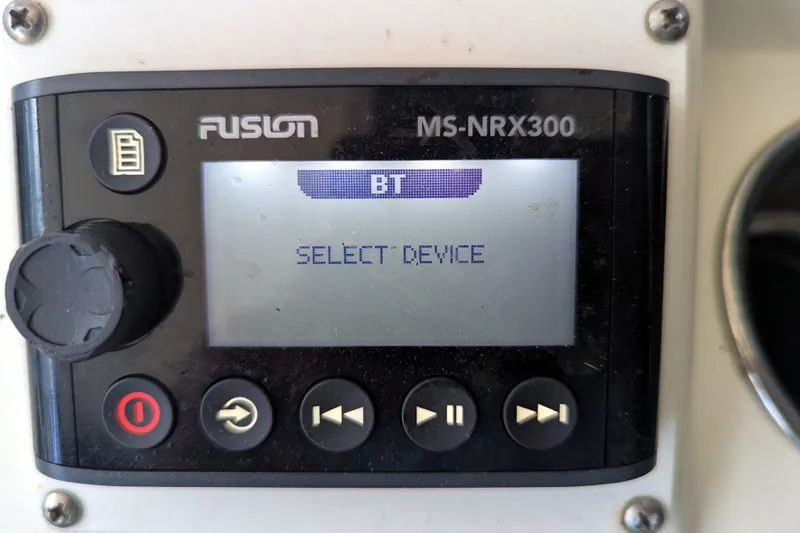 FUSION
MS-NRX300
BT
SELECT DEVICE